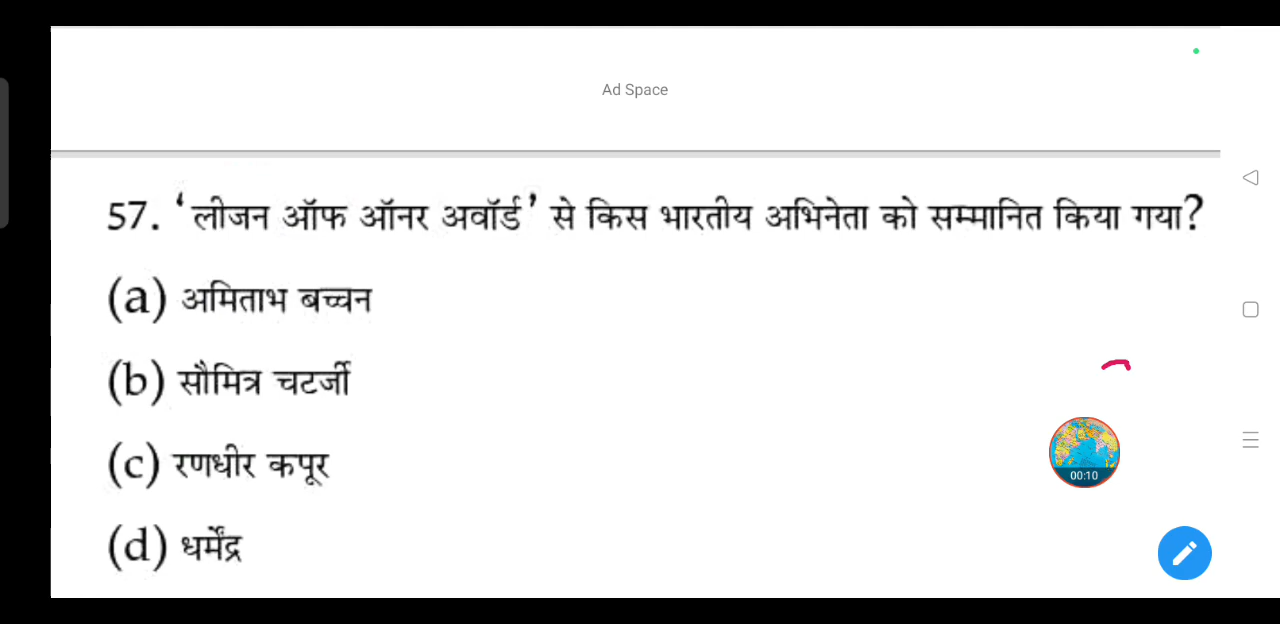 Ad Space
57. ‘लीजन ऑफ ऑनर अवॉर्ड’ से किस भारतीय अभिनेता को सम्मानित किया गया?
(a) अमिताभ बच्चन
(b) सौमित्र चटर्जी
(c) रणधीर कपूर
00:10
(d) धर्मेंद्र